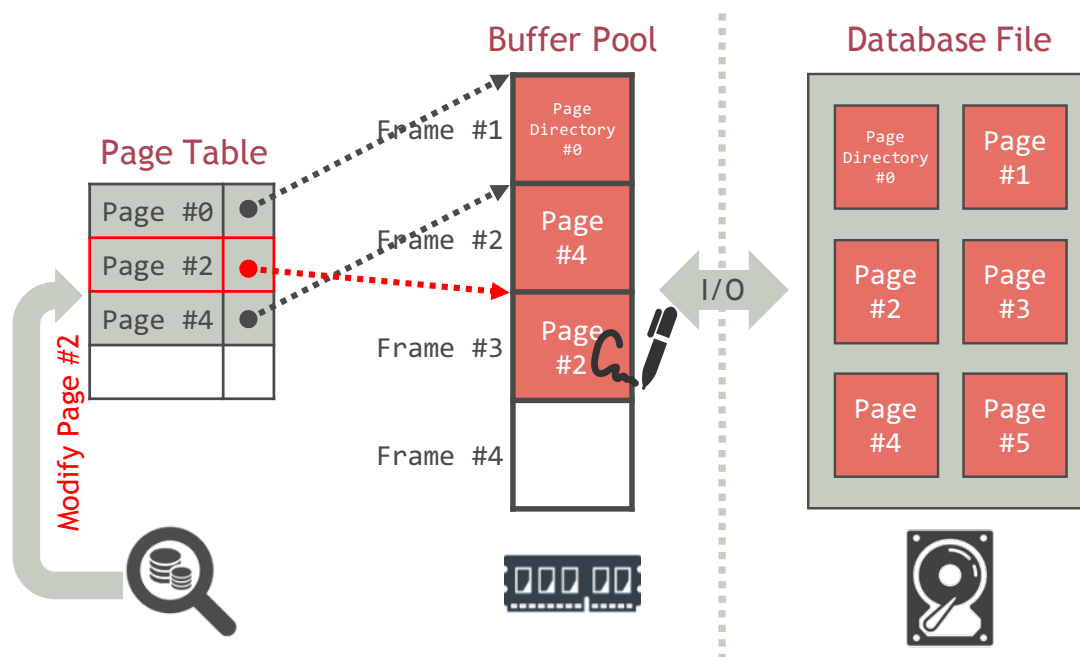 Buffer Pool
Database File
Page Table
Page #0
Page #2
Page #4
Modify Page #2
Frame #1
Frame #2
Frame #3
Frame #4
Page
Directory
#0
Page
#4
Page
#2
I/O
Page
Directory
#0
Page
#1
Page
#2
Page
#3
Page
#4
Page
#5